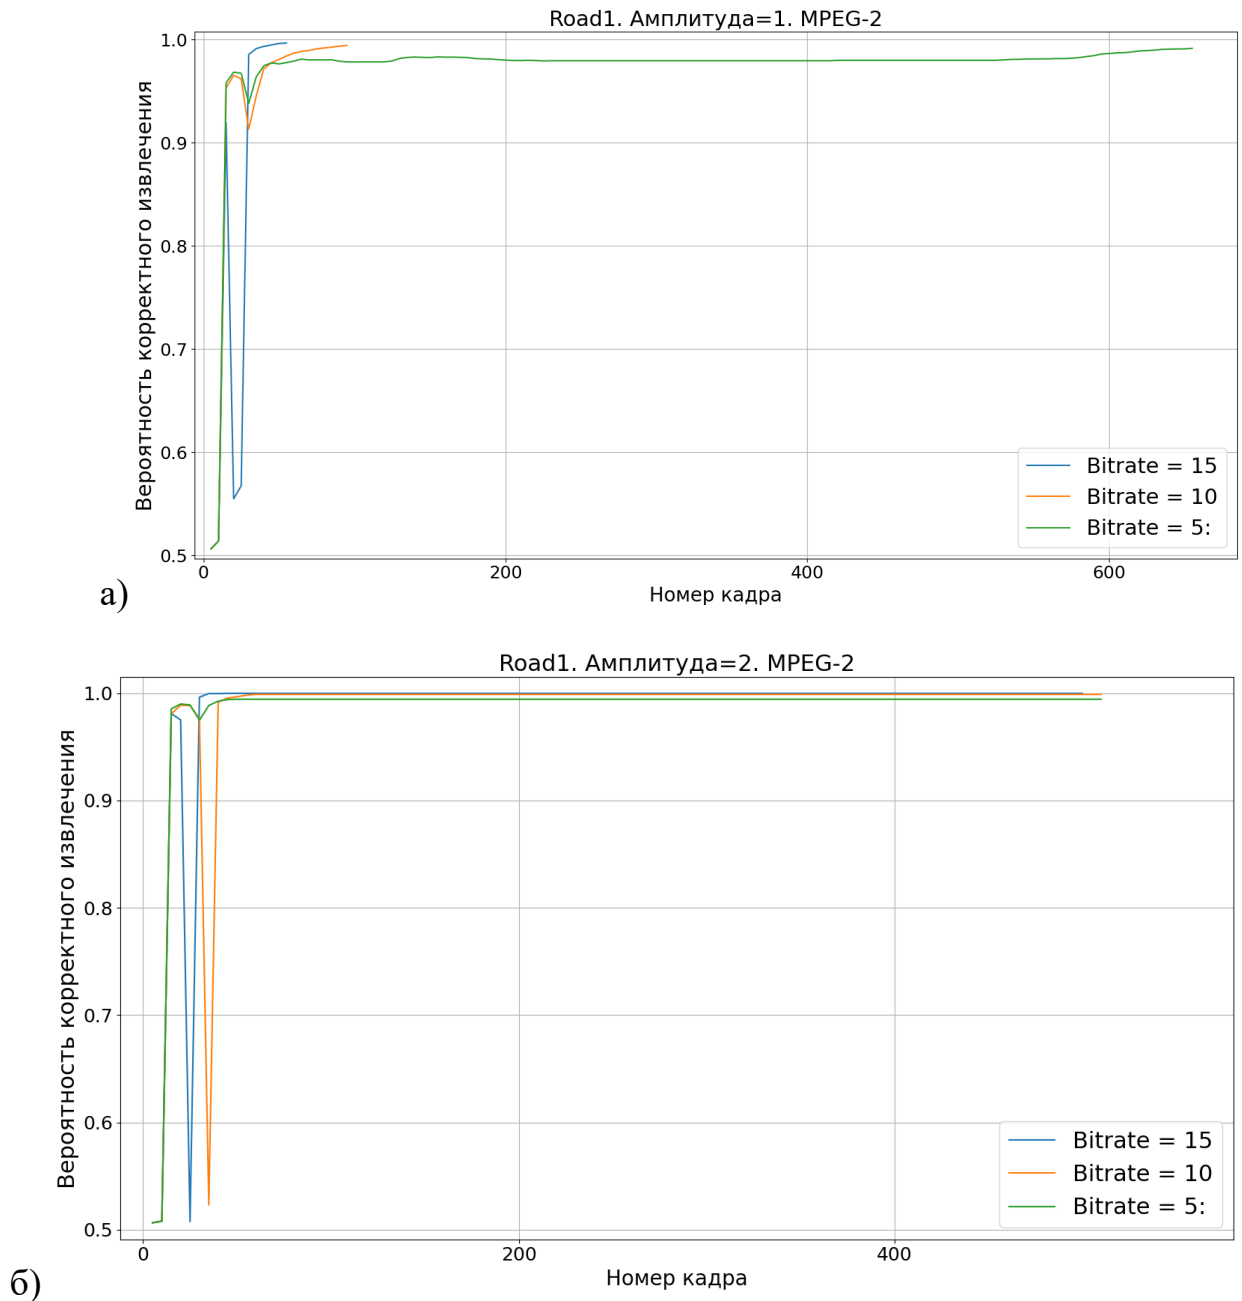 Road1. Амплитуда=1. MPEG-2
Вероятность корректного извлечения
1.0
0.9
0.8
0.7
0.6
0.5
0
200
400
600
Номер кадра
Bitrate = 15
Bitrate = 10
Bitrate = 5:
а)
Road1. Амплитуда=2. MPEG-2
Вероятность корректного извлечения
1.0
0.9
0.8
0.7
0.6
0.5
0
200
400
Номер кадра
Bitrate = 15
Bitrate = 10
Bitrate = 5:
б)